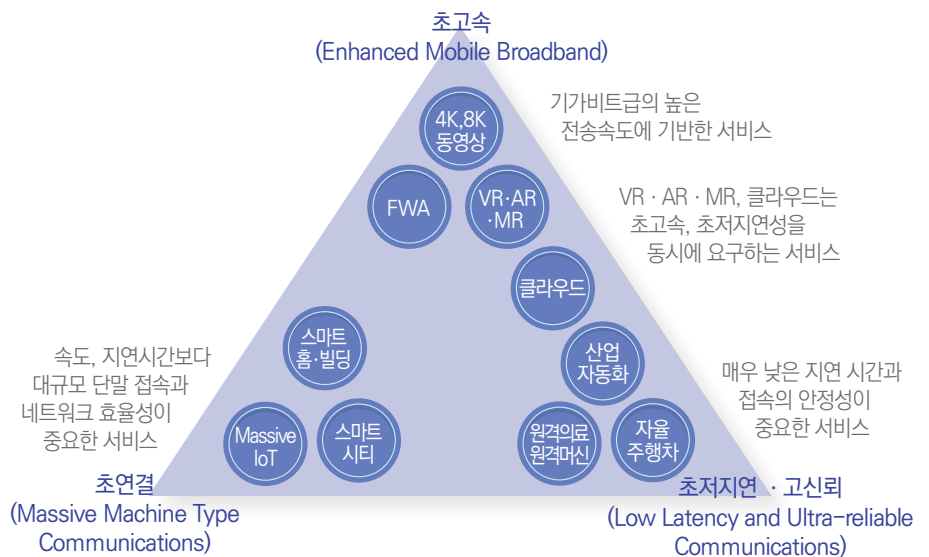 초고속
(Enhanced Mobile Broadband)
4K,8K
동영상
기가비트급의 높은
전송속도에 기반한 서비스
FWA
VR·AR
·MR
VR · AR · MR, 클라우드는
초고속, 초저지연성을
동시에 요구하는 서비스
클라우드
스마트
홈·빌딩
산업
자동화
속도, 지연시간보다
대규모 단말 접속과
네트워크 효율성이
중요한 서비스
매우 낮은 지연 시간과
접속의 안정성이
중요한 서비스
Massive
IoT
스마트
시티
원격의료
원격머신
자율
주행차
초연결
(Massive Machine Type
Communications)
초저지연 · 고신뢰
(Low Latency and Ultra-reliable
Communications)